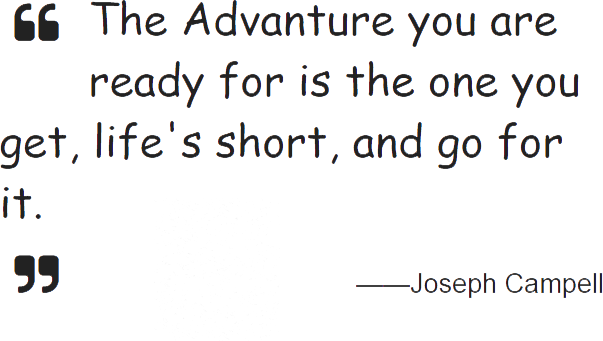 “ The Advanture you are
ready for is the one you
get, life's short, and go for
it.
” ——Joseph Campell